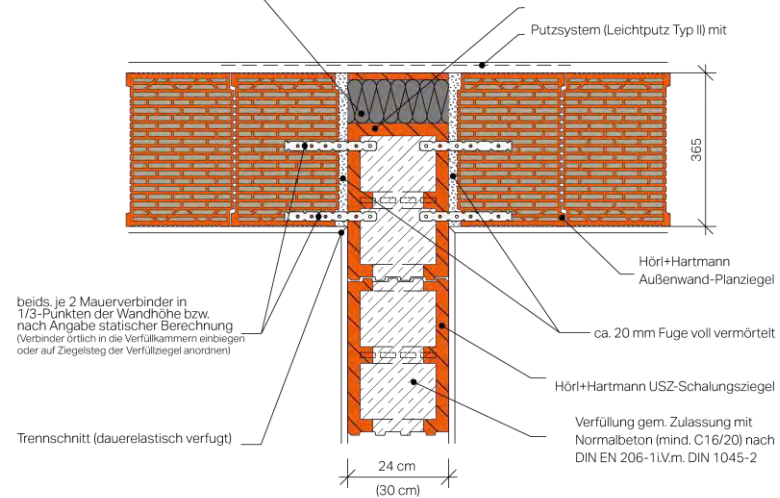 Putzsystem (Leichtputz Typ II) mit
365
Hörl+Hartmann
Außenwand-Planziegel
beids. je 2 Mauerverbinder in
1/3-Punkten der Wandhöhe bzw.
nach Angabe statischer Berechnung
(Verbinder örtlich in die Verfüllkammern einbiegen
oder auf Ziegelsteg der Verfüllziegel anordnen)
ca. 20 mm Fuge voll vermörtelt
Hörl+Hartmann USZ-Schalungsziegel
Trennschnitt (dauerelastisch verfugt)
Verfüllung gem. Zulassung mit
Normalbeton (mind. C16/20) nach
DIN EN 206-1i.V.m. DIN 1045-2
24 cm
(30 cm)